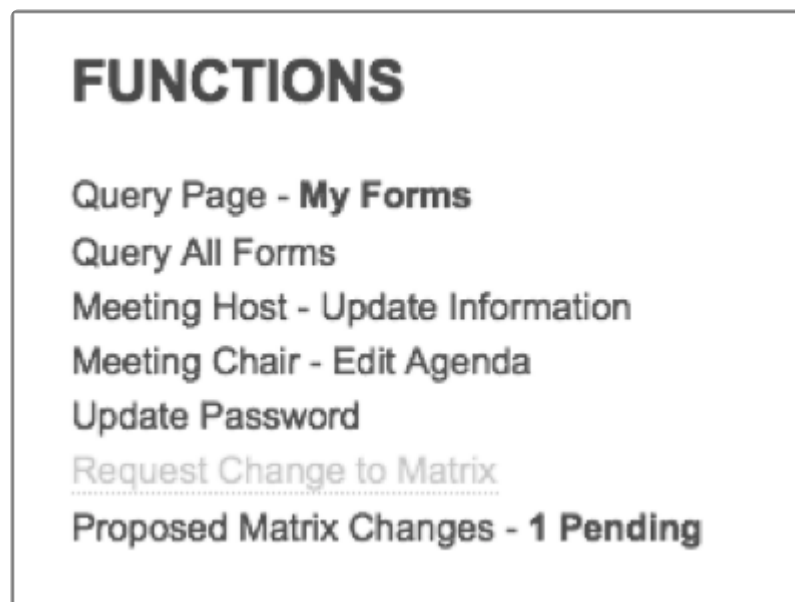 FUNCTIONS
Query Page - My Forms
Query All Forms
Meeting Host - Update Information
Meeting Chair - Edit Agenda
Update Password
Request Change to Matrix
Proposed Matrix Changes - 1 Pending